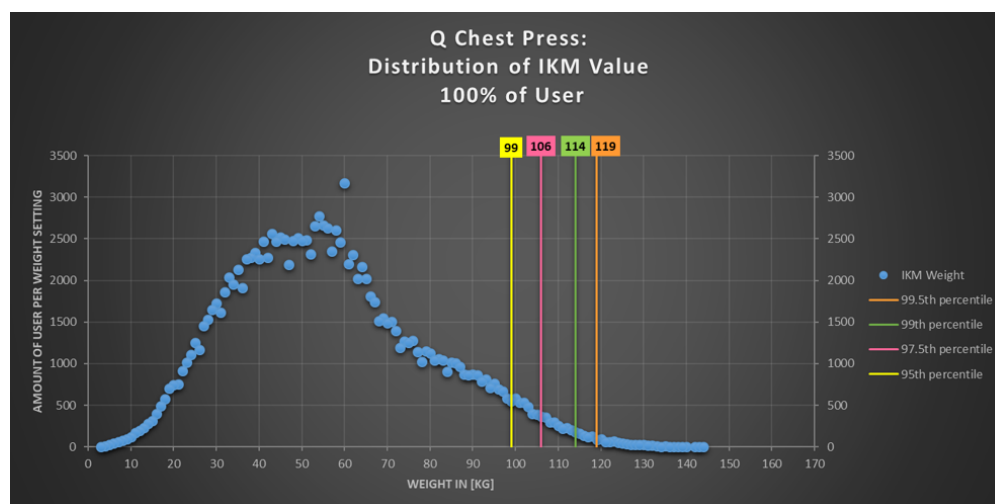 Q Chest Press:
Distribution of IKM Value
100% of User
99 106 114 119
3500 3500
3000 3000
2500 2500
2000 2000
1500 1500
1000 1000
500 500
0 0
0 10 20 30 40 50 60 70 80 90 100 110 120 130 140 150 160 170
AMOUNT OF USER PER WEIGHT SETTING
WEIGHT IN [KG]
IKM Weight
99.5th percentile
99th percentile
97.5th percentile
95th percentile